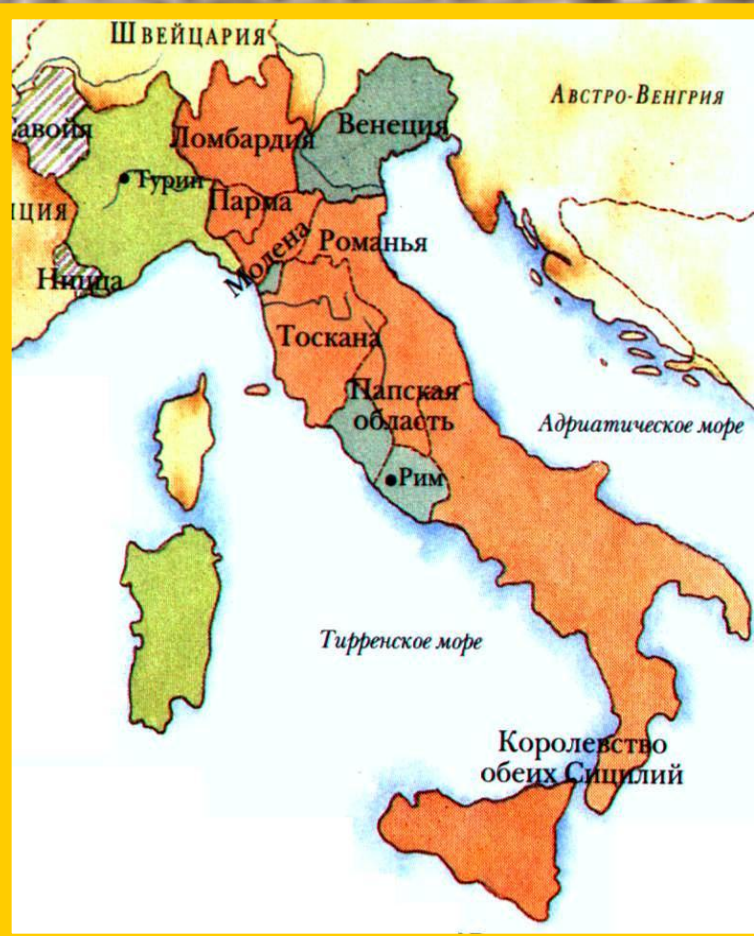 ШВЕЙЦАРИЯ
АВСТРО-ВЕНГРИЯ
Савойя
Ломбардия
Венеция
Турин
Парма
НЦИЯ
Модена
Романья
Ницца
Тоскана
Папская
область
Адриатическое море
Рим
Тирренское море
Королевство
обеих Сицилий